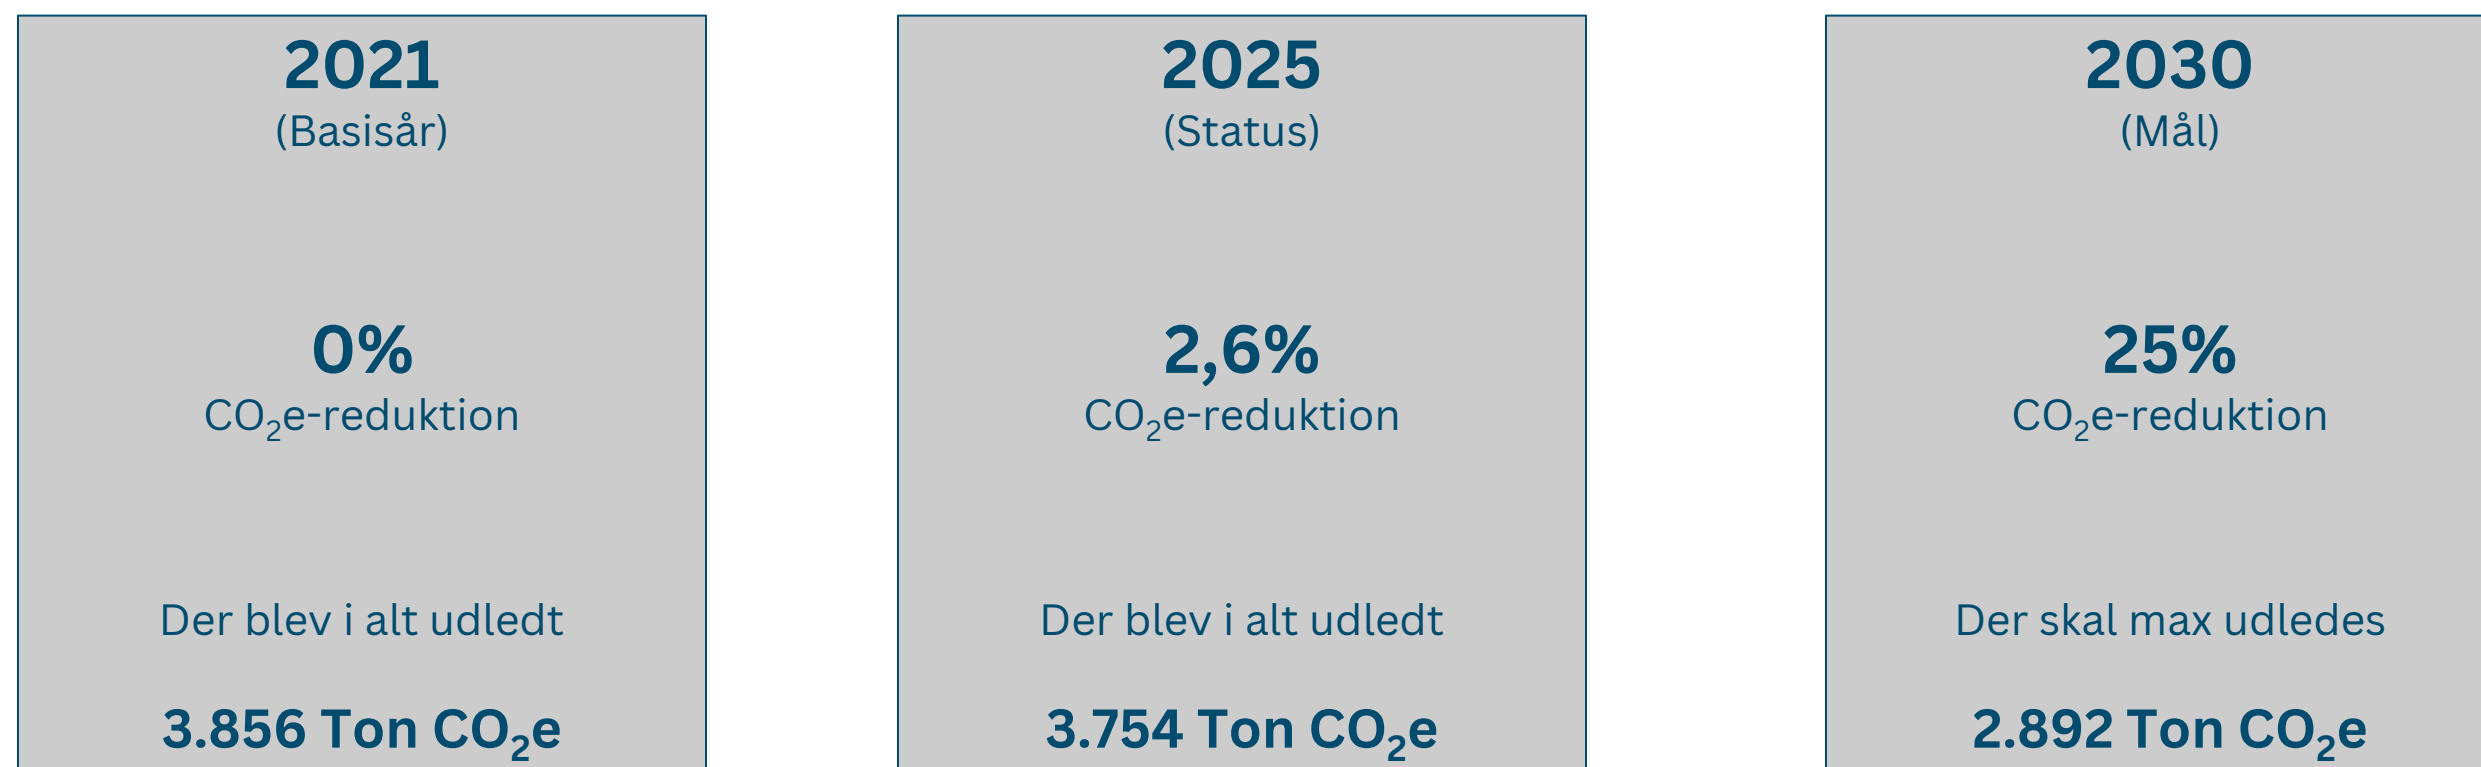 2021
(Basisår)
0%
CO₂e-reduktion
Der blev i alt udledt
3.856 Ton CO₂e
2025
(Status)
2,6%
CO₂e-reduktion
Der blev i alt udledt
3.754 Ton CO₂e
2030
(Mål)
25%
CO₂e-reduktion
Der skal max udledes
2.892 Ton CO₂e